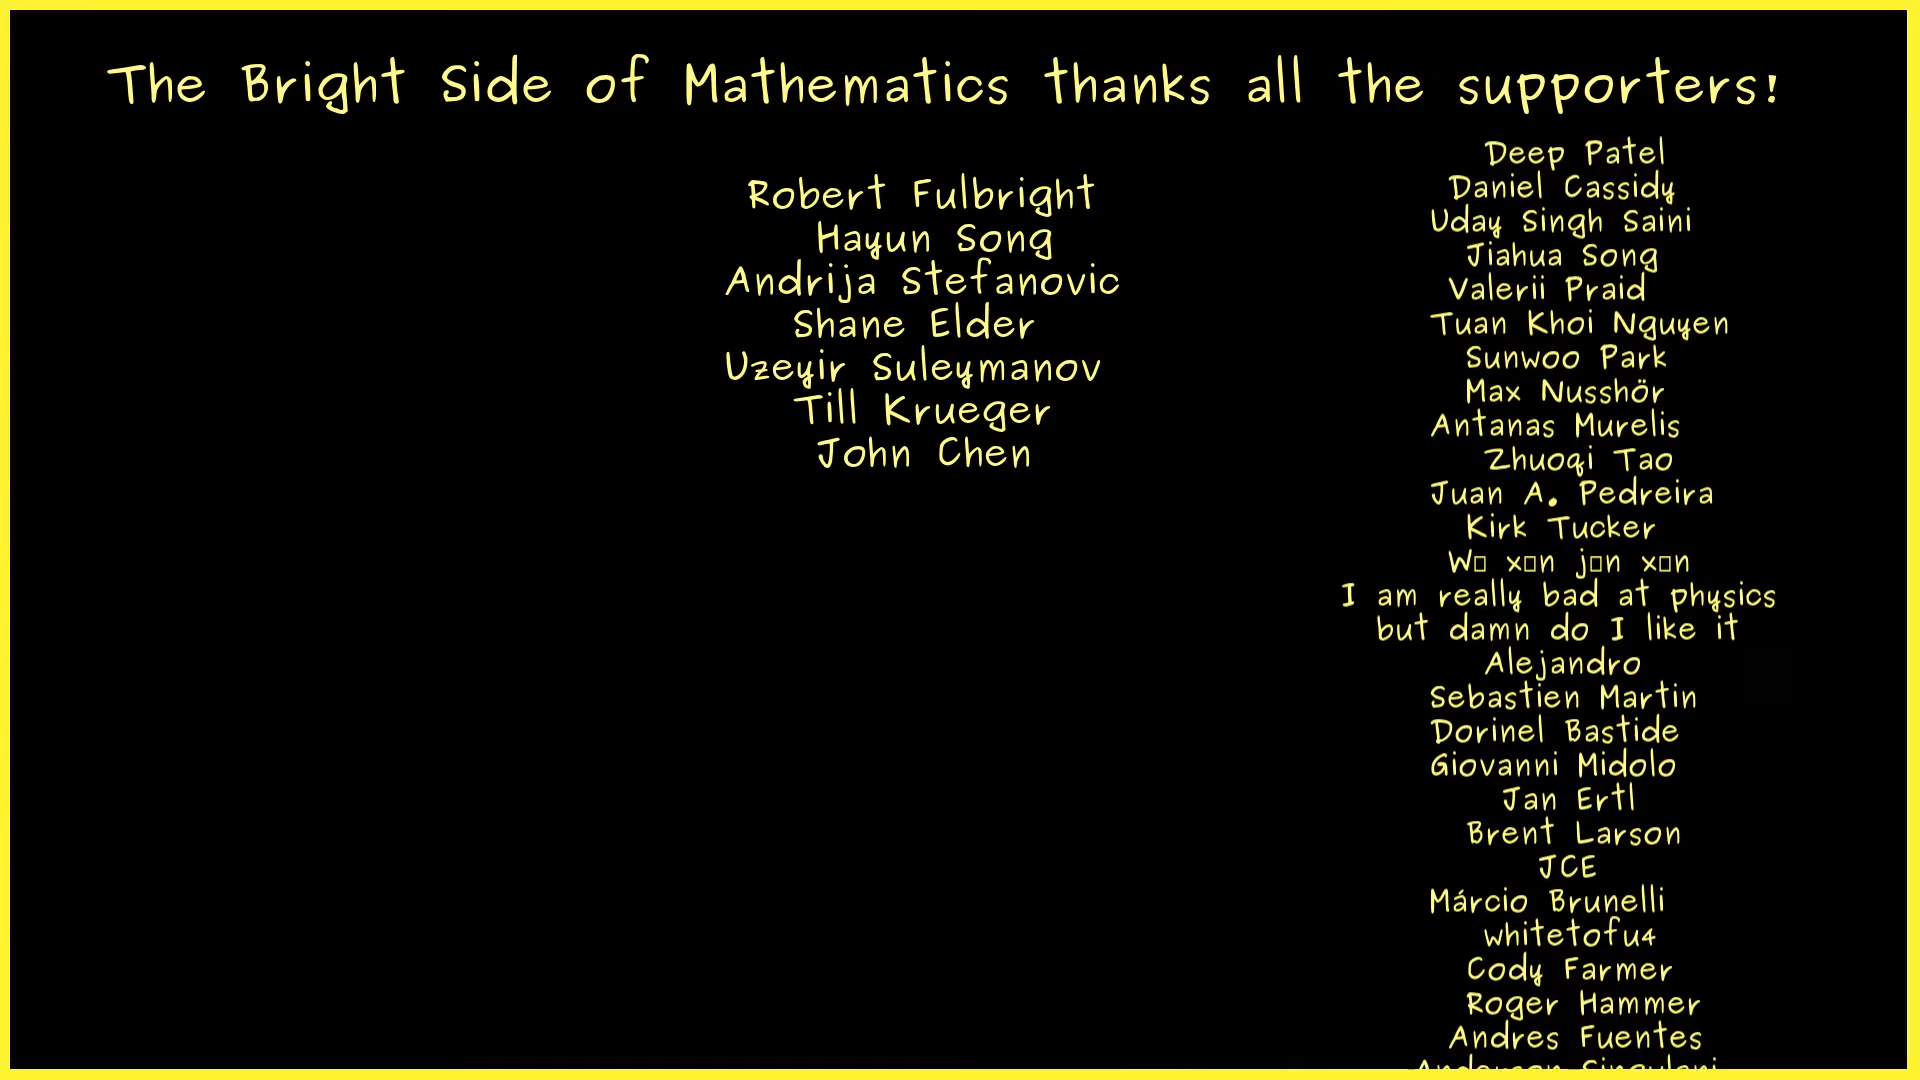 The Bright Side of Mathematics thanks all the supporters!
Robert Fulbright
Hayun Song
Andrija Stefanovic
Shane Elder
Uzeyir Suleymanov
Till Krueger
John Chen
Deep Patel
Daniel Cassidy
Uday Singh Saini
Jiahua Song
Valerii Praid
Tuan Khoi Nguyen
Sunwoo Park
Max Nusshör
Antanas Murelis
Zhuoqi Tao
Juan A. Pedreira
Kirk Tucker
W□ x□n j□n x□n
I am really bad at physics
but damn do I like it
Alejandro
Sebastien Martin
Dorinel Bastide
Giovanni Midolo
Jan Ertl
Brent Larson
JCE
Márcio Brunelli
whitetofu4
Cody Farmer
Roger Hammer
Andres Fuentes